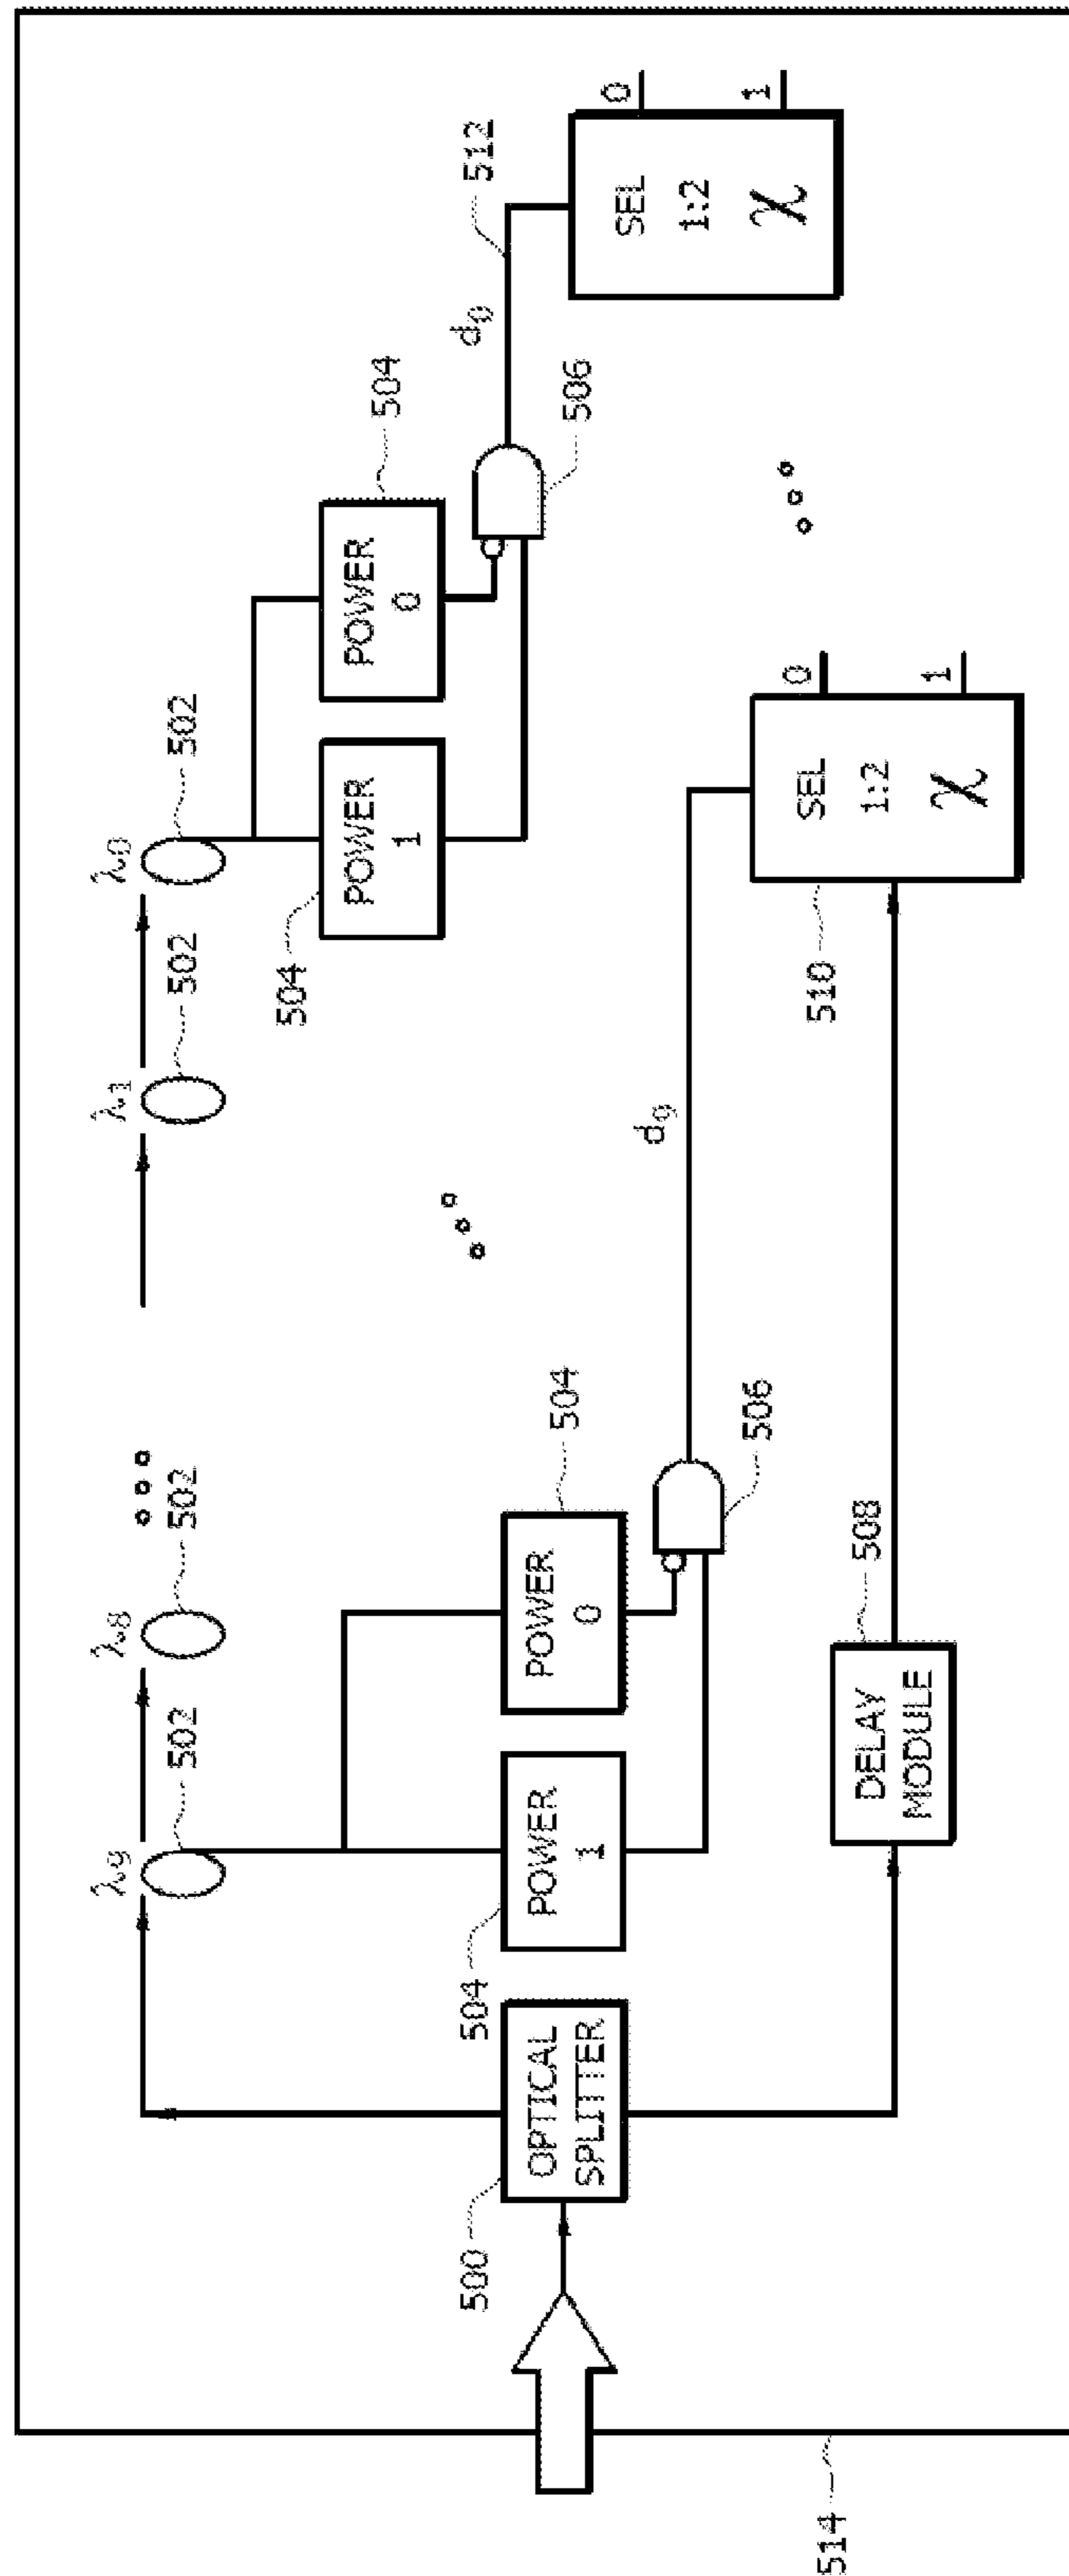 λ9
502
λ8
502
λ1
502
λ0
502
504
POWER
1
POWER
0
504
506
d0
512
SEL
1:2
χ
0
1
500
OPTICAL
SPLITTER
504
POWER
1
POWER
0
504
506
d9
DELAY
MODULE
508
510
SEL
1:2
χ
0
1
514